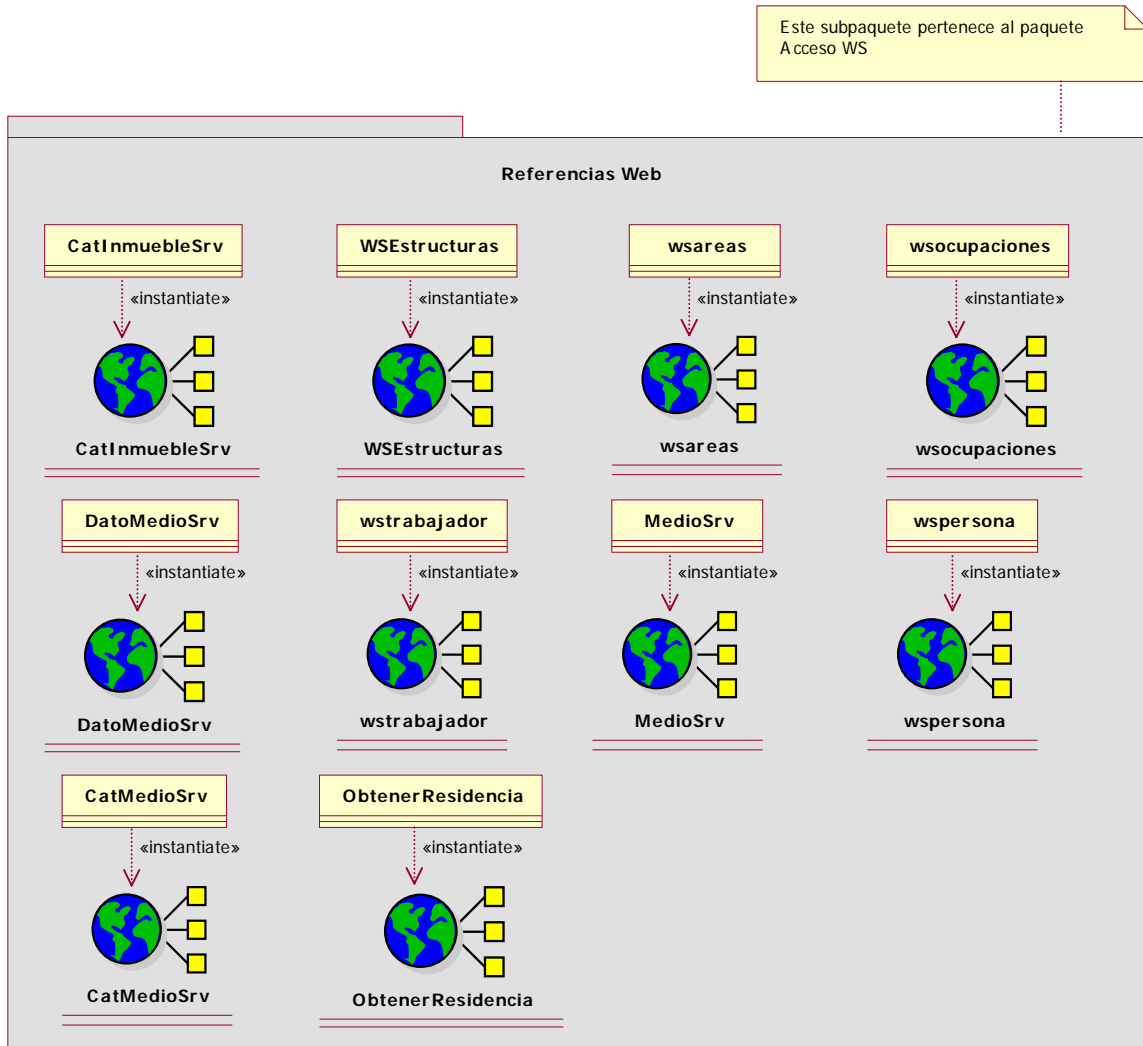 Este subpaquete pertenece al paquete
Acceso WS
Referencias Web
CatInmuebleSrv
WSEstructuras
wsareas
wsocupaciones
«instantiate»
«instantiate»
«instantiate»
«instantiate»
CatInmuebleSrv
WSEstructuras
wsareas
wsocupaciones
DatoMedioSrv
wstrabajador
MedioSrv
wspersona
«instantiate»
«instantiate»
«instantiate»
«instantiate»
DatoMedioSrv
wstrabajador
MedioSrv
wspersona
CatMedioSrv
ObtenerResidencia
«instantiate»
«instantiate»
CatMedioSrv
ObtenerResidencia